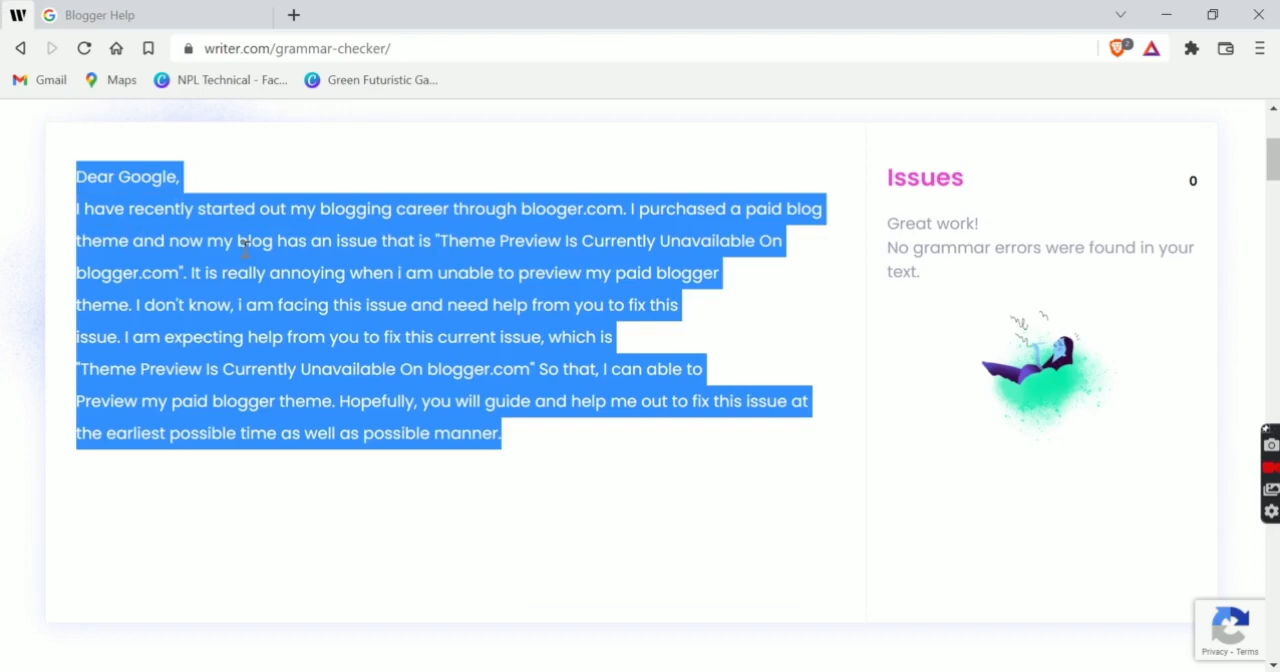 Blogger Help
writer.com/grammar-checker/
2
Gmail
Maps
NPL Technical - Fac...
Green Futuristic Ga...
Dear Google,
I have recently started out my blogging career through blooger.com. I purchased a paid blog
theme and now my blog has an issue that is "Theme Preview Is Currently Unavailable On
blogger.com". It is really annoying when i am unable to preview my paid blogger
theme. I don't know, i am facing this issue and need help from you to fix this
issue. I am expecting help from you to fix this current issue, which is
"Theme Preview Is Currently Unavailable On blogger.com" So that, I can able to
Preview my paid blogger theme. Hopefully, you will guide and help me out to fix this issue at
the earliest possible time as well as possible manner.
Issues
0
Great work!
No grammar errors were found in your
text.
Privacy - Terms